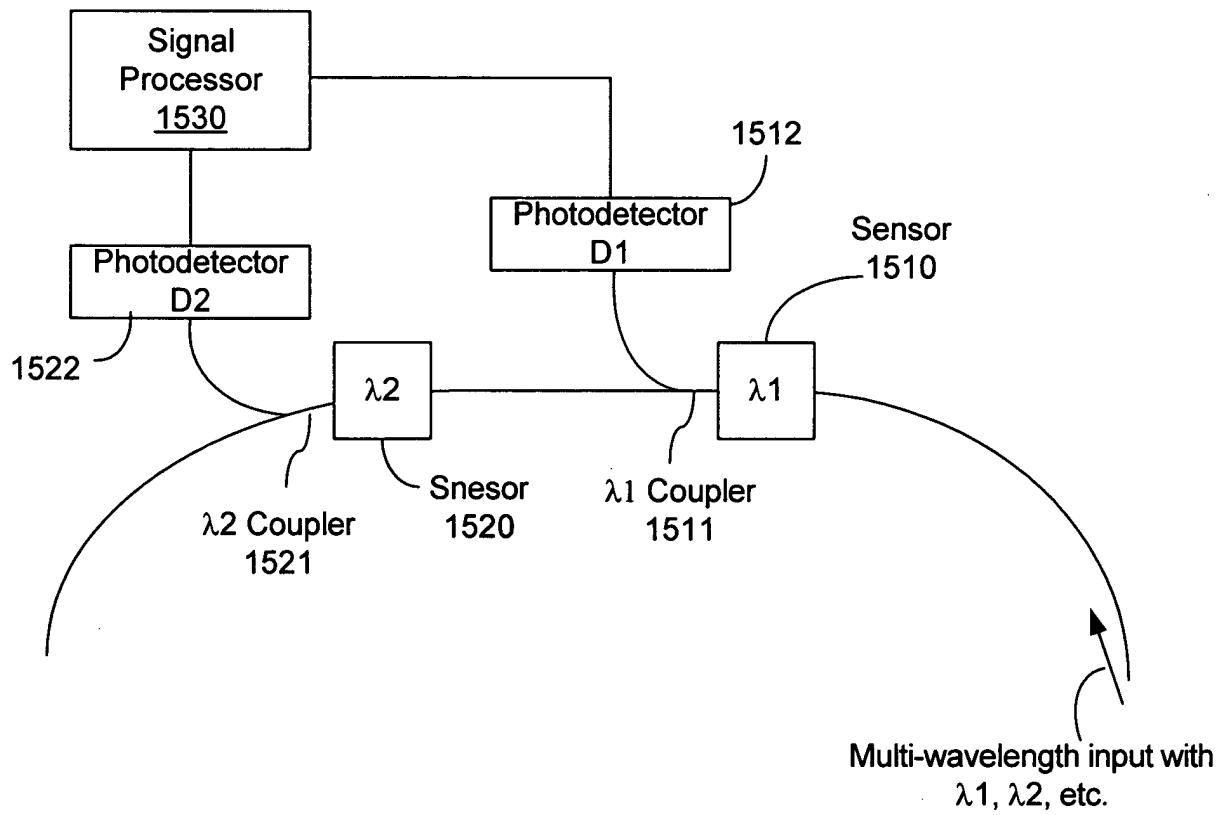 Signal
Processor
1530
1512
Photodetector
D1
Sensor
1510
Photodetector
D2
1522
λ2
λ1
Snesor
1520
λ1 Coupler
1511
λ2 Coupler
1521
Multi-wavelength input with
λ1, λ2, etc.